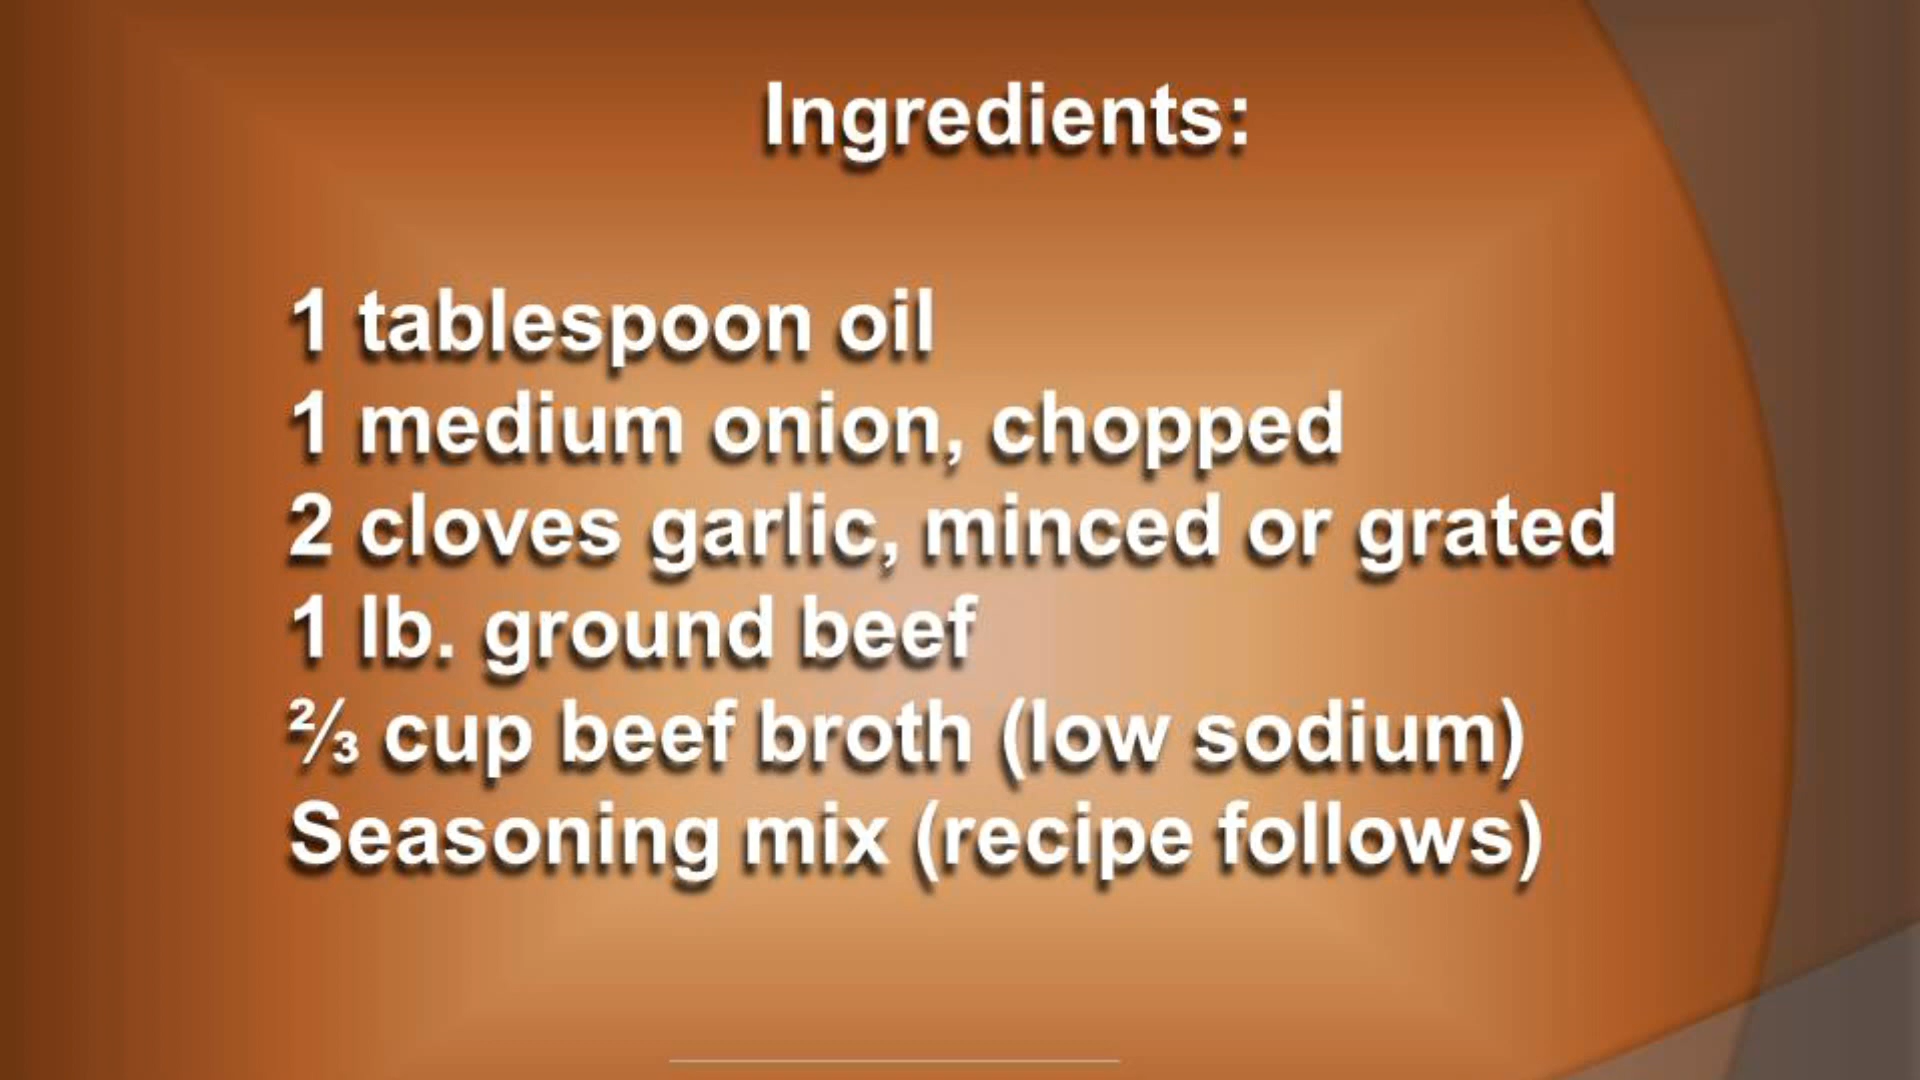 Ingredients:
1 tablespoon oil
1 medium onion, chopped
2 cloves garlic, minced or grated
1 lb. ground beef
⅔ cup beef broth (low sodium)
Seasoning mix (recipe follows)